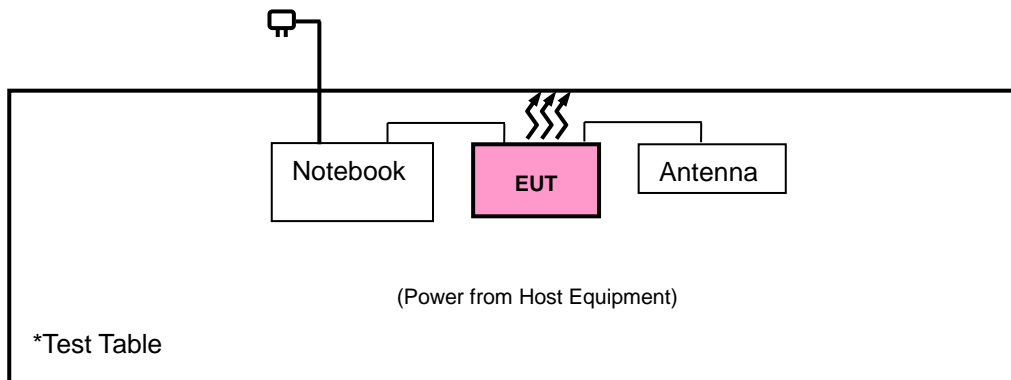 Notebook
EUT
Antenna
(Power from Host Equipment)
*Test Table